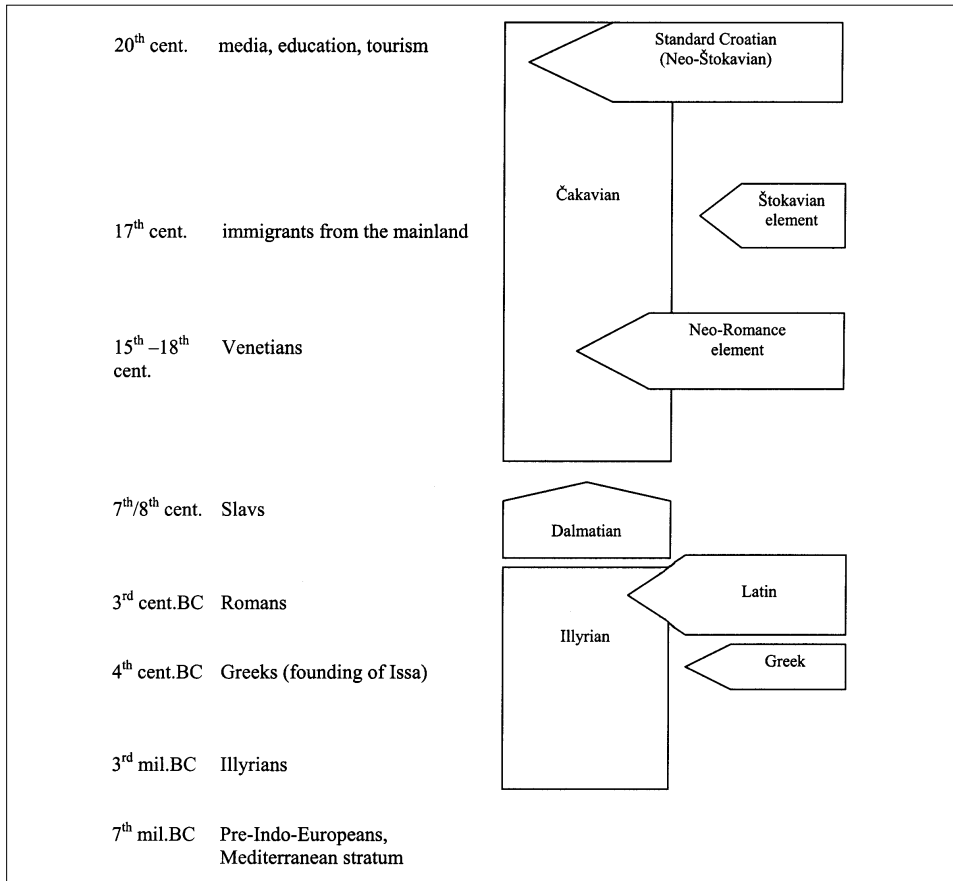 20th cent. media, education, tourism
Standard Croatian
(Neo-Štokavian)
Čakavian
Štokavian
element
17th cent. immigrants from the mainland
Neo-Romance
element
15th –18th Venetians
cent.
7th/8th cent. Slavs
Dalmatian
3rd cent.BC Romans
Latin
Illyrian
4th cent.BC Greeks (founding of Issa)
Greek
3rd mil.BC Illyrians
7th mil.BC Pre-Indo-Europeans,
Mediterranean stratum